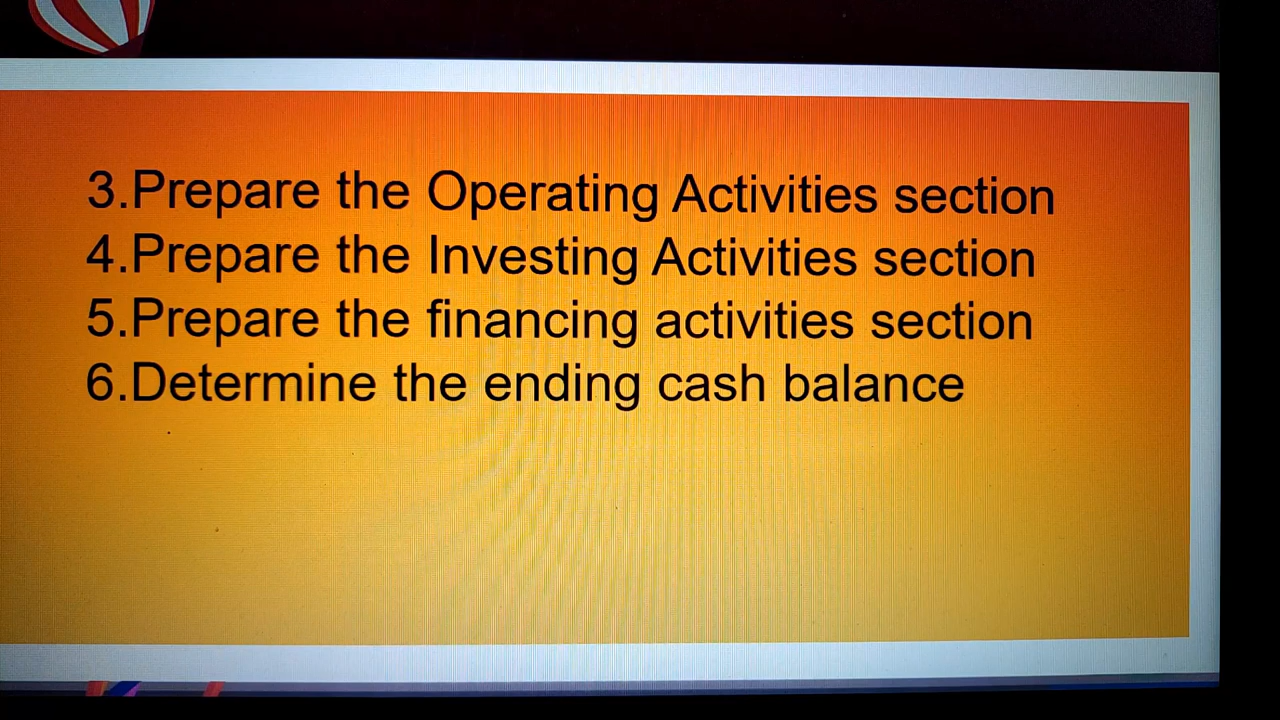 3.Prepare the Operating Activities section
4.Prepare the Investing Activities section
5.Prepare the financing activities section
6.Determine the ending cash balance